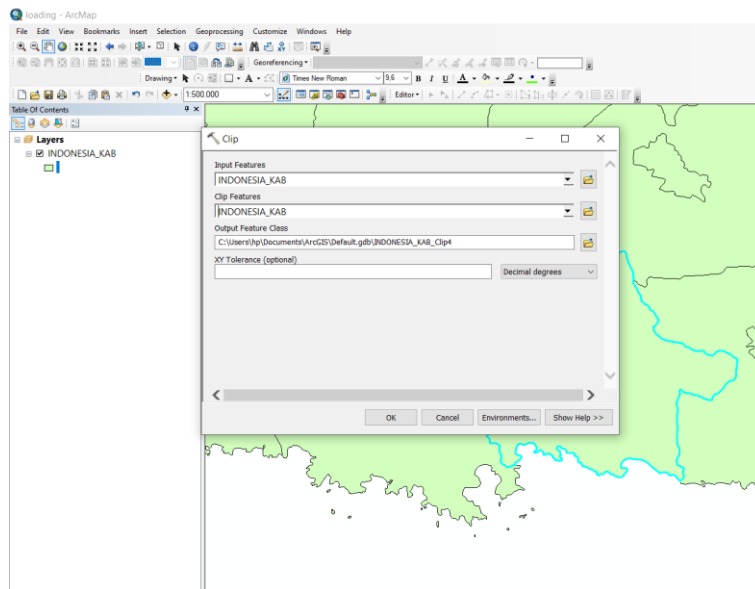 loading - ArcMap
File Edit View Bookmarks Insert Selection Geoprocessing Customize Windows Help
Georeferencing
Drawing A Times New Roman 9.6 B I U A
1:500.000 Editor
Table Of Contents
Layers
INDONESIA_KAB
Clip
Input Features
INDONESIA_KAB
Clip Features
INDONESIA_KAB
Output Feature Class
C:\Users\hp\Documents\ArcGIS\Default.gdb\INDONESIA_KAB_Clip4
XY Tolerance (optional)
Decimal degrees
OK Cancel Environments... Show Help >>